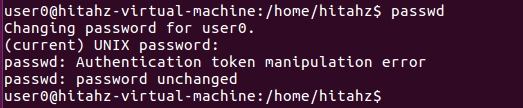 user0@hitahz-virtual-machine:/home/hitahz$ passwd
Changing password for user0.
(current) UNIX password:
passwd: Authentication token manipulation error
passwd: password unchanged
user0@hitahz-virtual-machine:/home/hitahz$